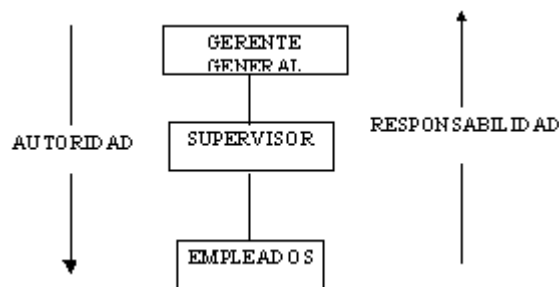 GERENTE
GENERAL
AUTORIDAD
SUPERVISOR
RESPONSABILIDAD
EMPLEADOS